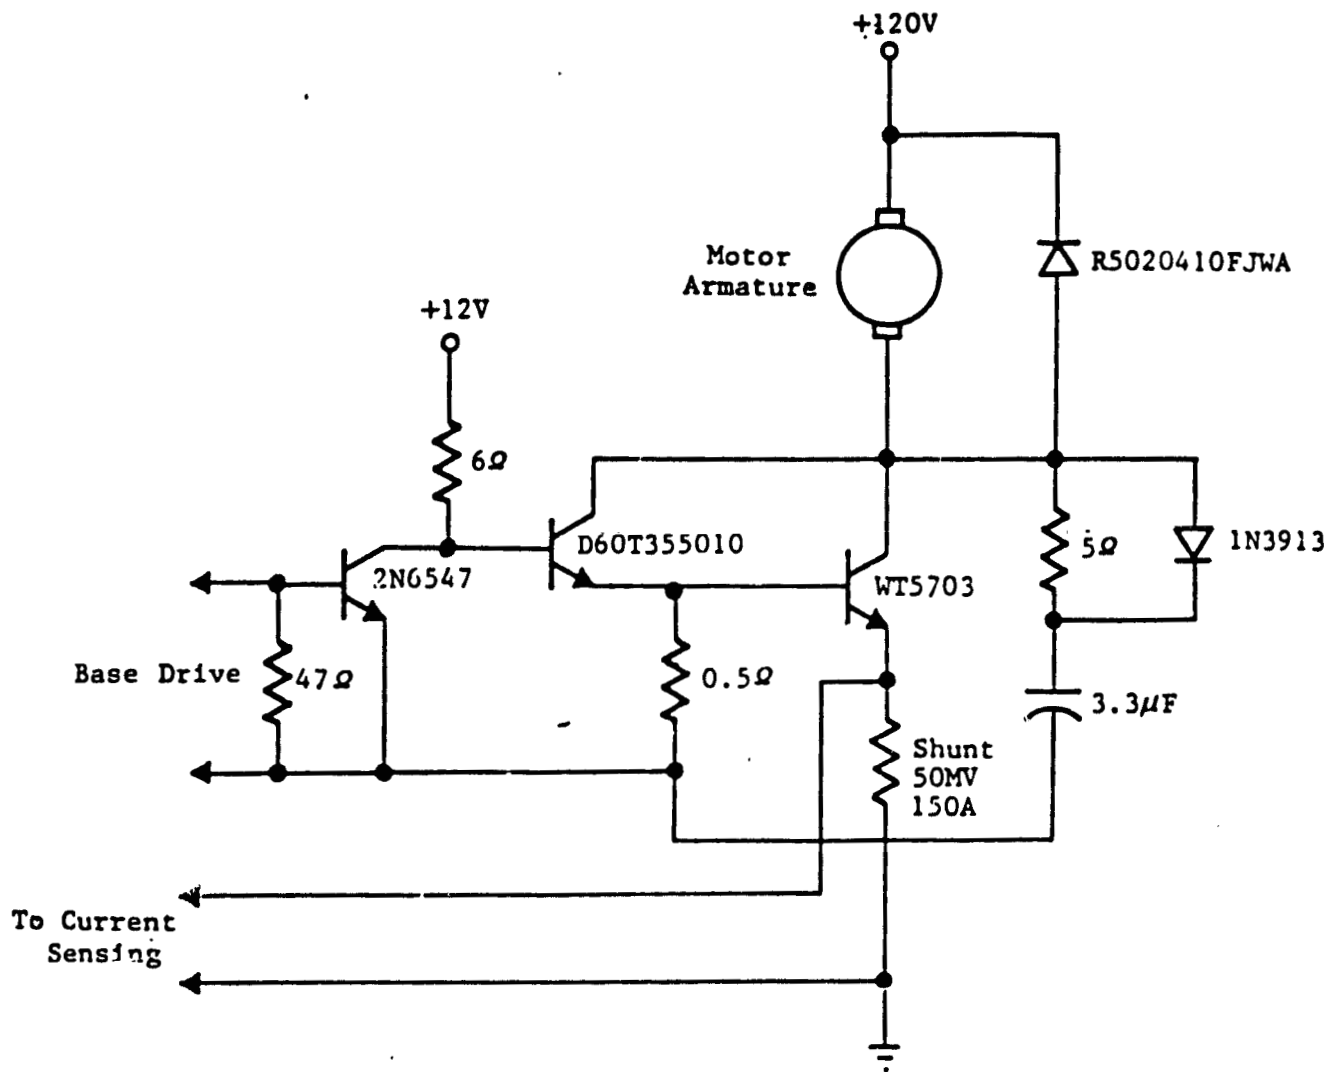 +120V
Motor
Armature
R5020410FJWA
+12V
6Ω
D60T355010
2N6547
WT5703
5Ω
1N3913
Base Drive
47Ω
0.5Ω
3.3μF
Shunt
50MV
150A
To Current
Sensing